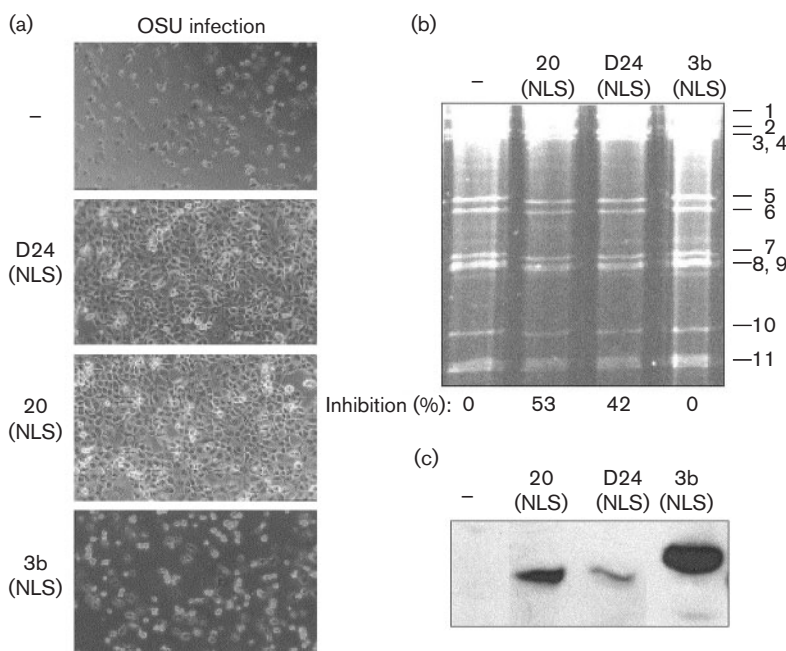 (a)
OSU infection
–
D24
(NLS)
20
(NLS)
3b
(NLS)
(b)
– 20 (NLS) D24 (NLS) 3b (NLS)
1
2
3, 4
5
6
7
8, 9
10
11
Inhibition (%): 0 53 42 0
(c)
– 20 (NLS) D24 (NLS) 3b (NLS)